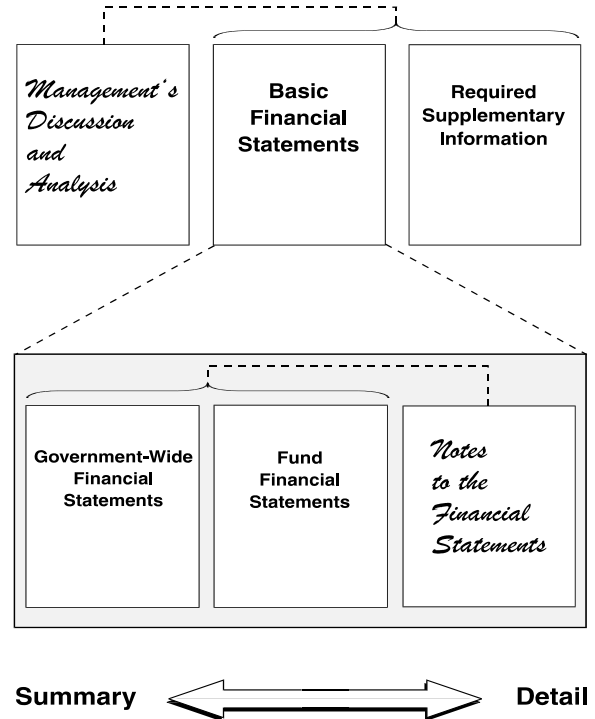 Management's
Discussion
and
Analysis
Basic
Financial
Statements
Required
Supplementary
Information
Government-Wide
Financial
Statements
Fund
Financial
Statements
Notes
to the
Financial
Statements
Summary
Detail